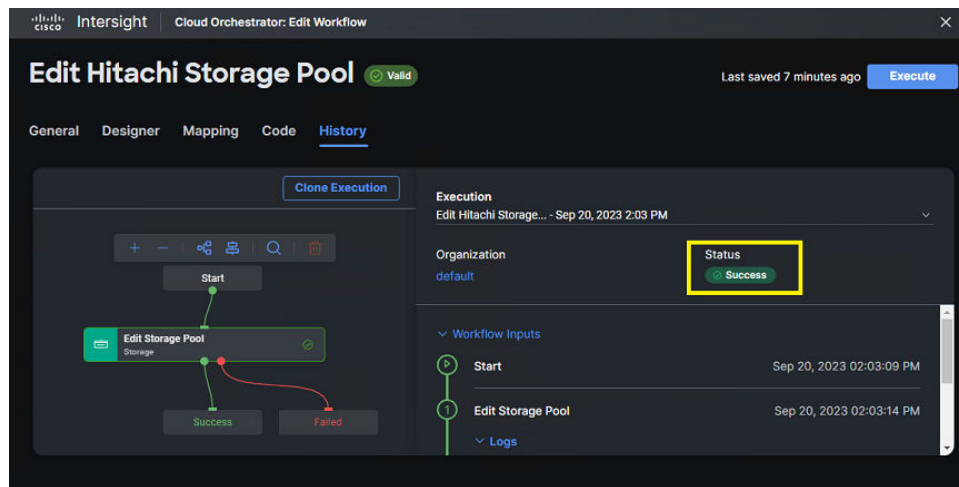 cisco Intersight Cloud Orchestrator: Edit Workflow
Edit Hitachi Storage Pool Valid
Last saved 7 minutes ago Execute
General Designer Mapping Code History
Clone Execution
Start
Edit Storage Pool
Storage
Success Failed
Execution
Edit Hitachi Storage... - Sep 20, 2023 2:03 PM
Organization Status
default Success
Workflow Inputs
Start Sep 20, 2023 02:03:09 PM
1 Edit Storage Pool Sep 20, 2023 02:03:14 PM
Logs